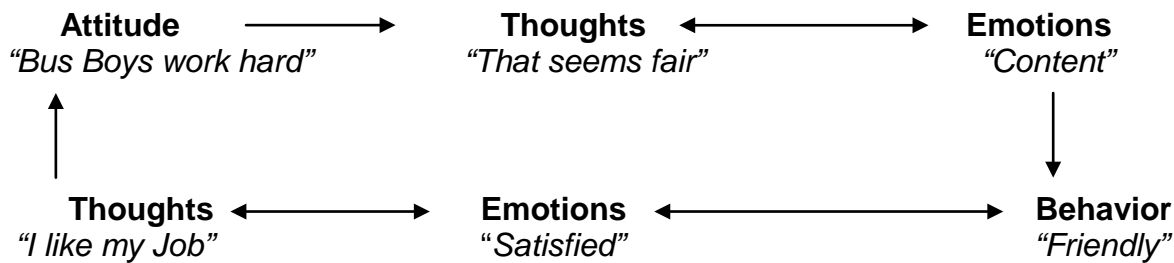 Attitude Thoughts Emotions
“Bus Boys work hard” “That seems fair” “Content”
Thoughts Emotions Behavior
“I like my Job” “Satisfied” “Friendly”